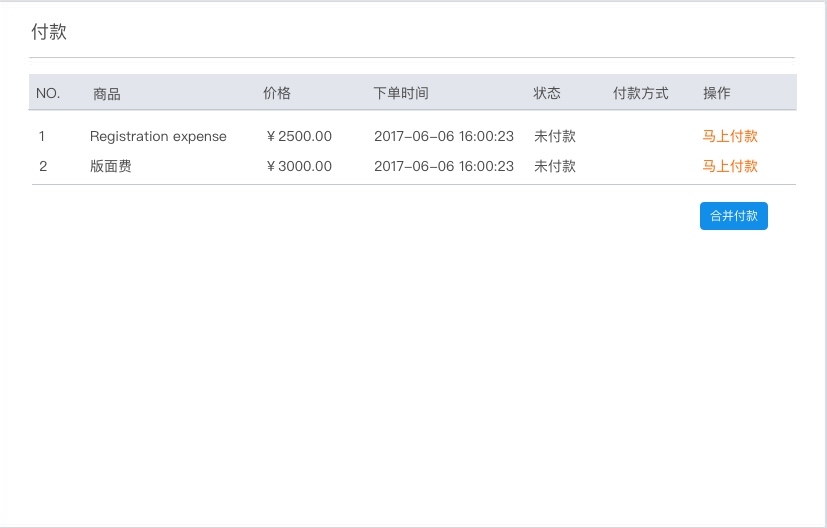 付款
NO. 商品 价格 下单时间 状态 付款方式 操作
1 Registration expense ¥2500.00 2017-06-06 16:00:23 未付款 马上付款
2 版面费 ¥3000.00 2017-06-06 16:00:23 未付款 马上付款
合并付款